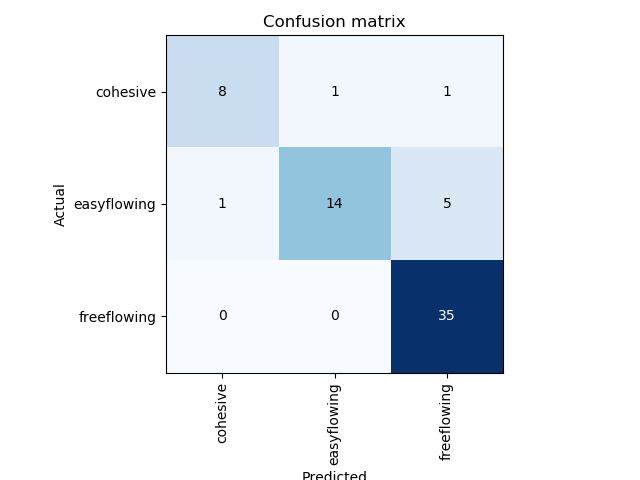 Confusion matrix
cohesive 8 1 1
easyflowing 1 14 5
freeflowing 0 0 35
Actual
cohesive easyflowing freeflowing
Predicted